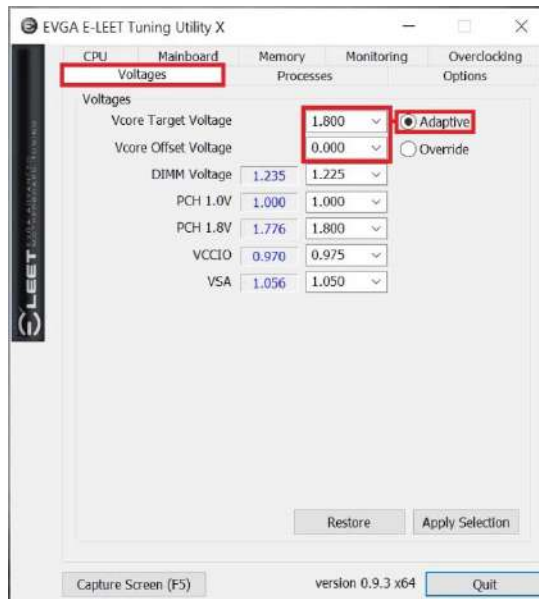 EVGA E-LEET Tuning Utility X
CPU Mainboard Memory Monitoring Overclocking
Voltages Processes Options
Voltages
Vcore Target Voltage 1.800 Adaptive
Vcore Offset Voltage 0.000 Override
DIMM Voltage 1.235 1.225
PCH 1.0V 1.000 1.000
PCH 1.8V 1.776 1.800
VCCIO 0.970 0.975
VSA 1.056 1.050
ELEET
Restore Apply Selection
Capture Screen (F5) version 0.9.3 x64 Quit